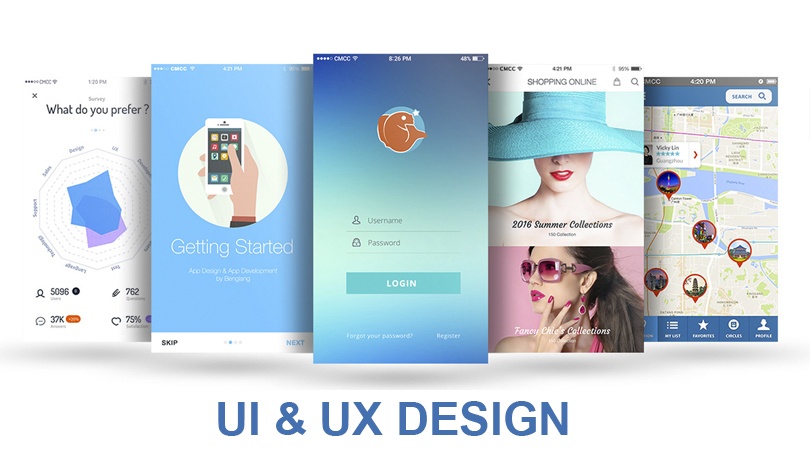 CMCC 1:20 PM
Survey
What do you prefer ?
Design
UX
Sales
Support
Technology
Language
Test
5096
Users
762
Questions
37K +20%
Answers
75%
Satisfaction
CMCC 4:21 PM
Getting Started
App Design & App Development
by Bengiang
SKIP
NEXT
CMCC 8:26 PM 48%
Username
Password
LOGIN
Forgot your password?
Register
CMCC 4:21 PM 95%
SHOPPING ONLINE
2016 Summer Collections
150 Collection
Fancy Chic's Collections
CMCC 4:20 PM
SEARCH
Vicky Lin
Guangzhou
MY LIST
FAVORITES
CIRCLES
PROFILE
UI & UX DESIGN